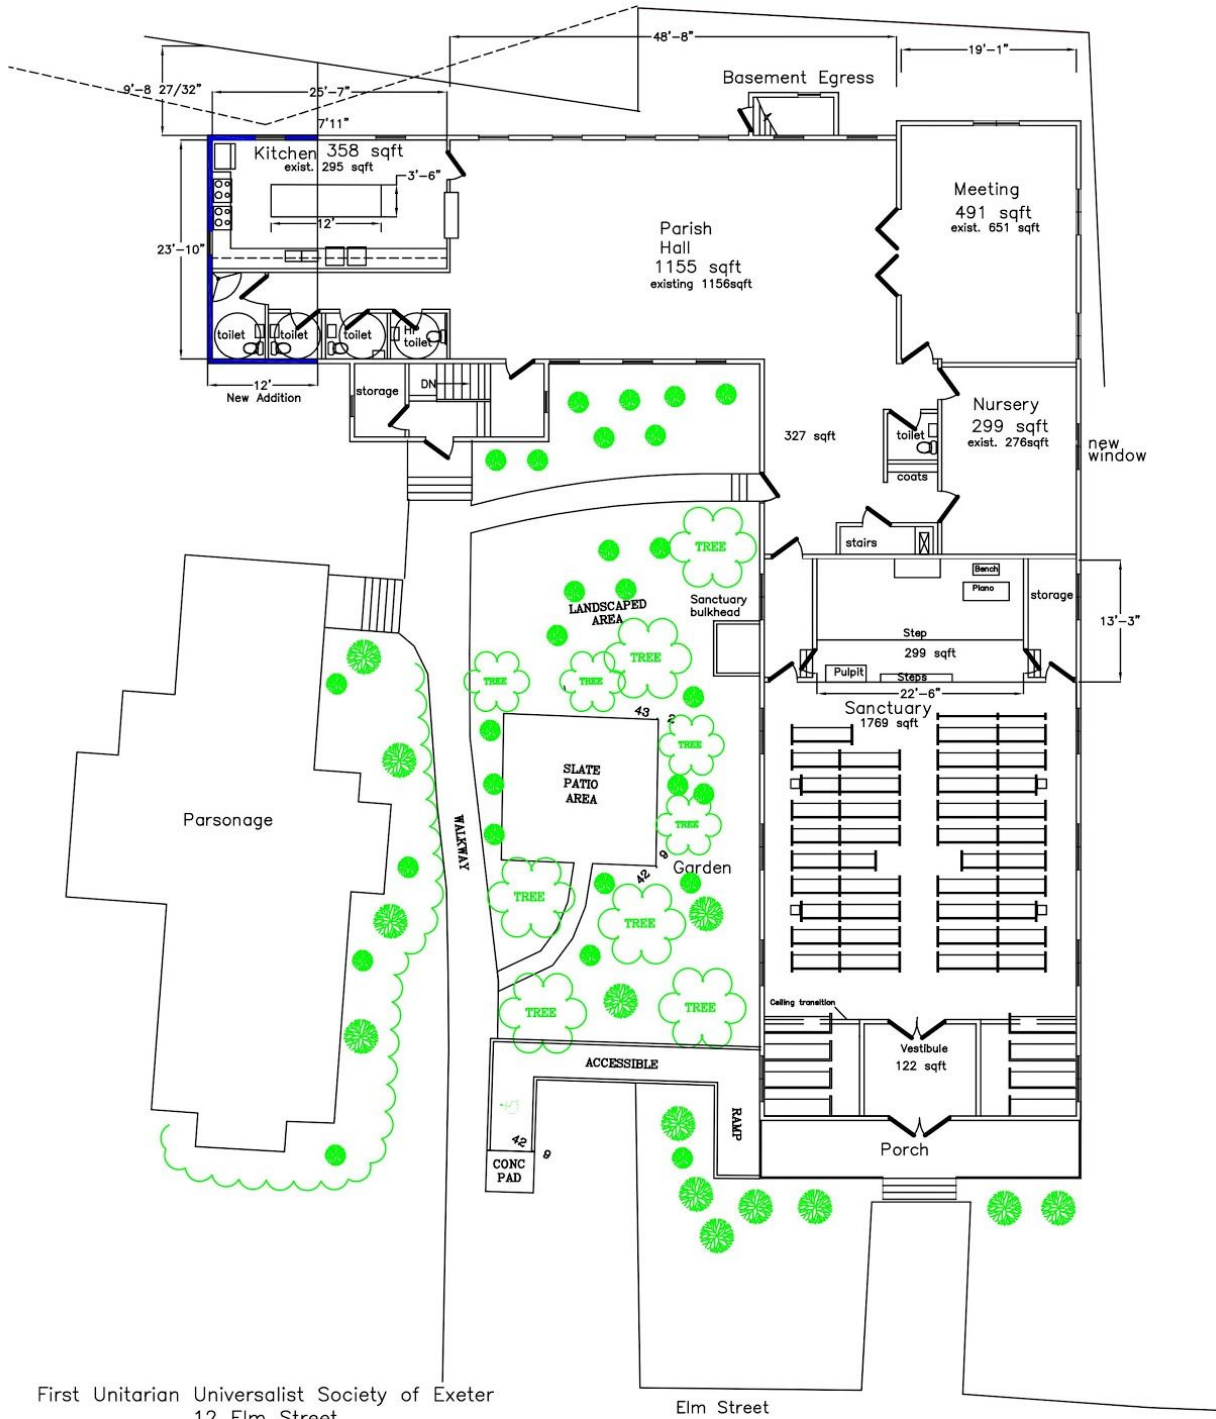 48'-8"
19'-1"
Basement Egress
9'-8 27/32"
25'-7"
7'11"
Kitchen 358 sqft
exist. 295 sqft
3'-6"
12'
23'-10"
Parish
Hall
1155 sqft
existing 1156sqft
Meeting
491 sqft
exist. 651 sqft
toilet
toilet
toilet
HP
toilet
12'
New Addition
storage
DN
Nursery
299 sqft
exist. 276sqft
new
window
327 sqft
toilet
coats
stairs
TREE
Sanctuary
bulkhead
LANDSCAPED
AREA
TREE
TREE
TREE
Bench
Piano
storage
13'-3"
Step
299 sqft
Pulpit
Steps
22'-6"
Sanctuary
1769 sqft
43
2
TREE
SLATE
PATIO
AREA
TREE
Parsonage
WALKWAY
9
42
Garden
TREE
TREE
TREE
TREE
Ceiling transition
Vestibule
122 sqft
ACCESSIBLE
RAMP
42
9
CONC
PAD
Porch
First Unitarian Universalist Society of Exeter
12 Elm Street
Elm Street